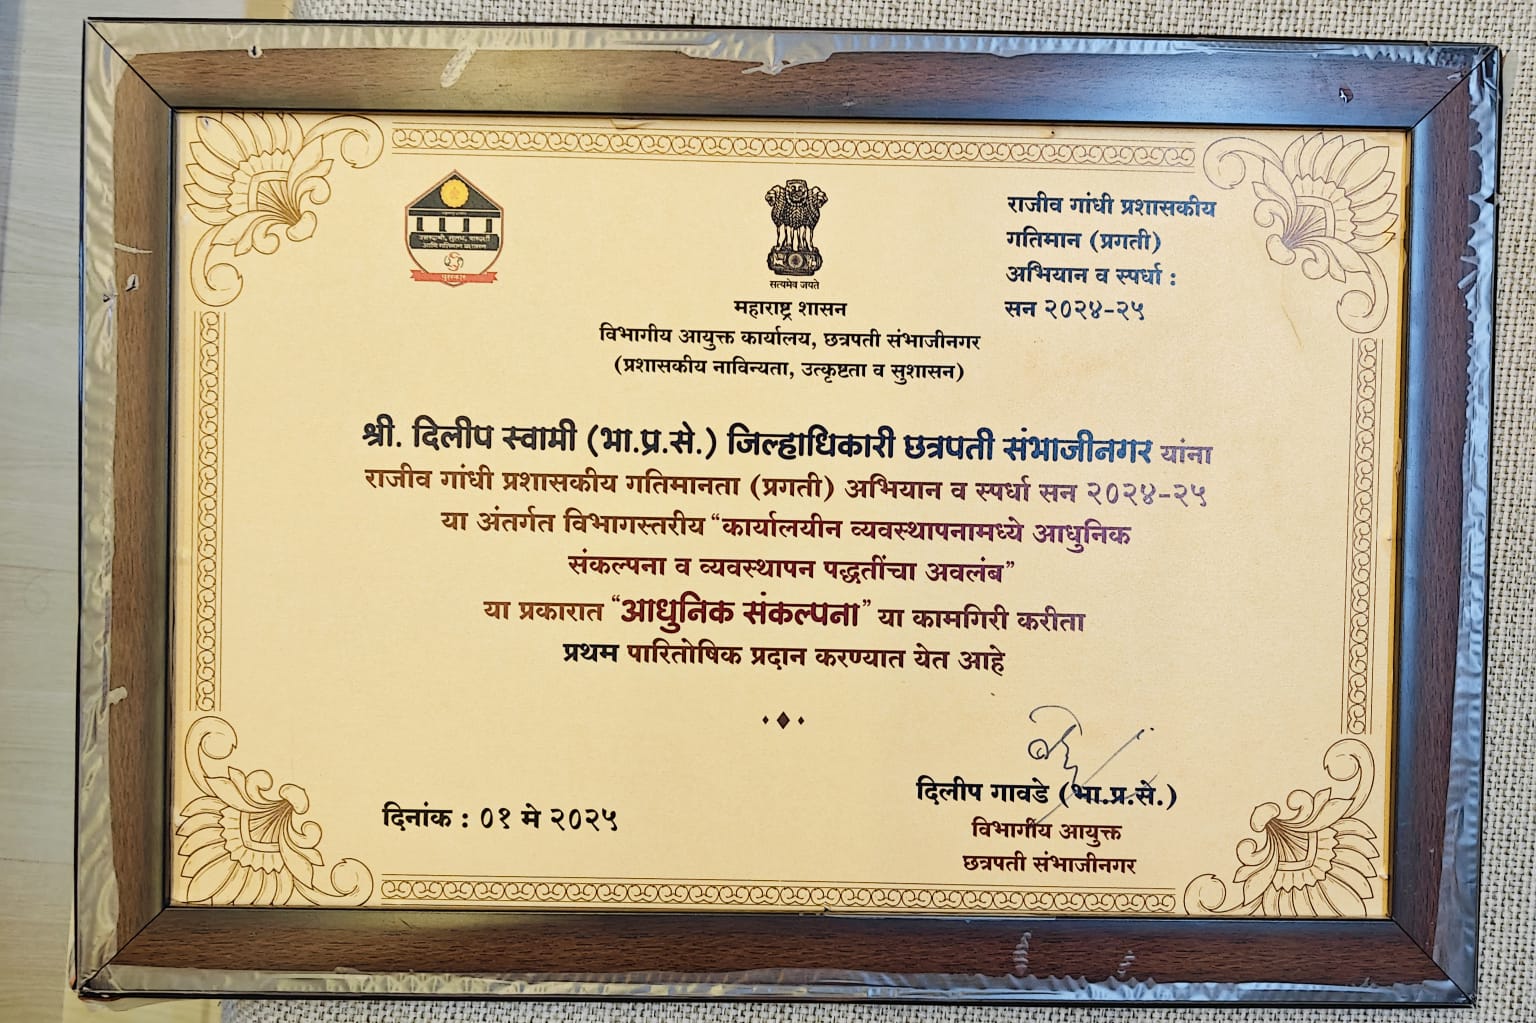 राजीव गांधी प्रशासकीय
गतिमान (प्रगती)
अभियान व स्पर्धा :
सन २०२४-२५
पुरस्कार
सत्यमेव जयते
महाराष्ट्र शासन
विभागीय आयुक्त कार्यालय, छत्रपती संभाजीनगर
(प्रशासकीय नाविन्यता, उत्कृष्टता व सुशासन)
श्री. दिलीप स्वामी (भा.प्र.से.) जिल्हाधिकारी छत्रपती संभाजीनगर यांना
राजीव गांधी प्रशासकीय गतिमानता (प्रगती) अभियान व स्पर्धा सन २०२४-२५
या अंतर्गत विभागस्तरीय “कार्यालयीन व्यवस्थापनामध्ये आधुनिक
संकल्पना व व्यवस्थापन पद्धतींचा अवलंब”
या प्रकारात “आधुनिक संकल्पना” या कामगिरी करीता
प्रथम पारितोषिक प्रदान करण्यात येत आहे
दिनांक : ०१ मे २०२५
दिलीप गावडे (भा.प्र.से.)
विभागीय आयुक्त
छत्रपती संभाजीनगर